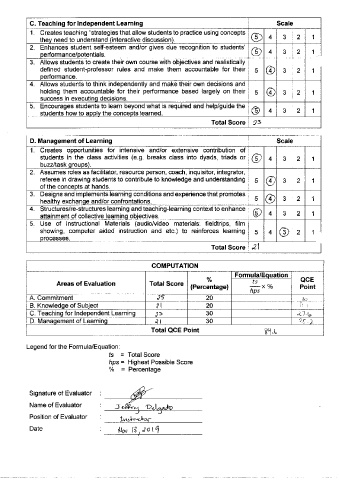 C. Teaching for Independent Learning Scale
1. Creates teaching strategies that allow students to practice using concepts they need to understand (interactive discussion) 5 4 3 2 1
2. Enhances student self-esteem and/or gives due recognition to students' performance/potentials. 5 4 3 2 1
3. Allows students to create their own course with objectives and realistically defined student-professor rules and make them accountable for their performance. 5 4 3 2 1
4. Allows students to think independently and make their own decisions and holding them accountable for their performance based largely on their success in executing decisions. 5 4 3 2 1
5. Encourages students to learn beyond what is required and help/guide the students how to apply the concepts learned. 5 4 3 2 1
Total Score 23
D. Management of Learning Scale
1. Creates opportunities for intensive and/or extensive contribution of students in the class activities (e.g. breaks class into dyads, triads or buzz/task groups). 5 4 3 2 1
2. Assumes roles as facilitator, resource person, coach, inquisitor, integrator, referee in drawing students to contribute to knowledge and understanding of the concepts at hands. 5 4 3 2 1
3. Designs and implements learning conditions and experience that promotes healthy exchange and/or confrontations. 5 4 3 2 1
4. Structures/re-structures learning and teaching-learning context to enhance attainment of collective learning objectives. 5 4 3 2 1
5. Use of Instructional Materials (audio/video materials, fieldtrips, film showing, computer aided instruction and etc.) to reinforces learning processes. 5 4 3 2 1
Total Score 21
COMPUTATION
Areas of Evaluation Total Score % (Percentage) Formula/Equation ts/hps x % QCE Point
A. Commitment 25 20
B. Knowledge of Subject 21 20
C. Teaching for Independent Learning 23 30 27.6
D. Management of Learning 21 30 25.2
Total QCE Point 89.6
Legend for the Formula/Equation:
ts = Total Score
hps = Highest Possible Score
% = Percentage
Signature of Evaluator :
Name of Evaluator : Jeffrey Delgado
Position of Evaluator : Instructor
Date : Nov 13, 2019